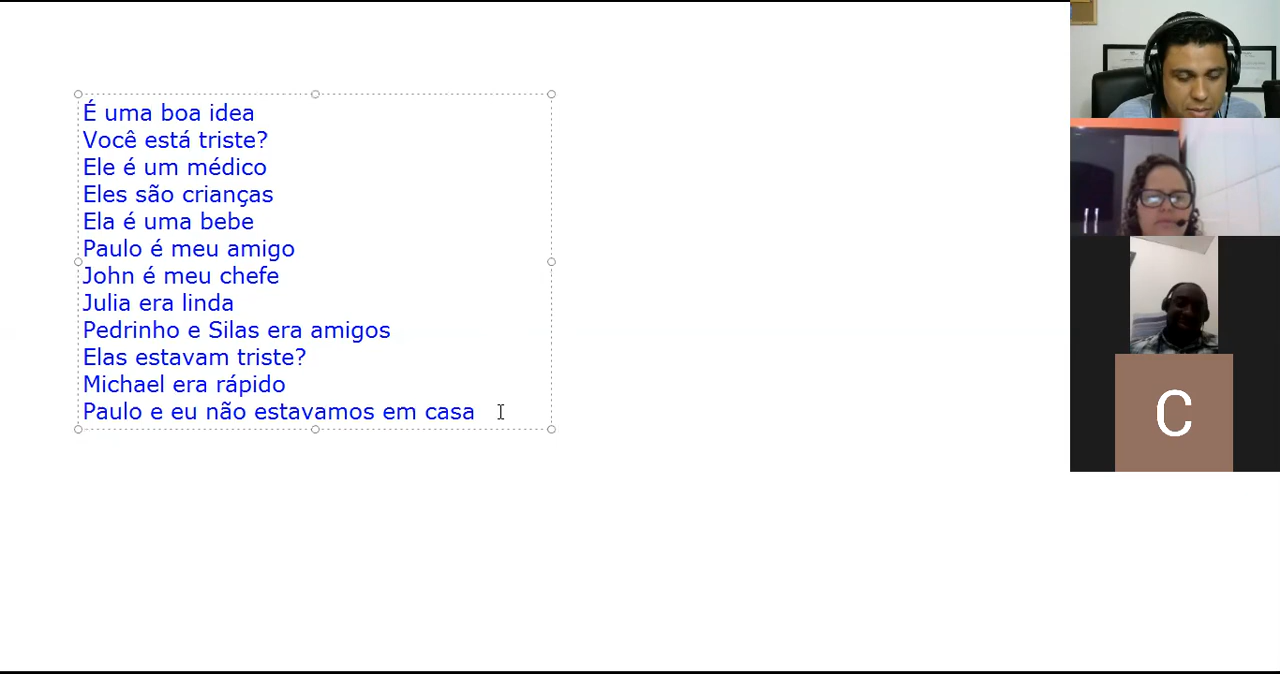 É uma boa idea
Você está triste?
Ele é um médico
Eles são crianças
Ela é uma bebe
Paulo é meu amigo
John é meu chefe
Julia era linda
Pedrinho e Silas era amigos
Elas estavam triste?
Michael era rápido
Paulo e eu não estavamos em casa
C